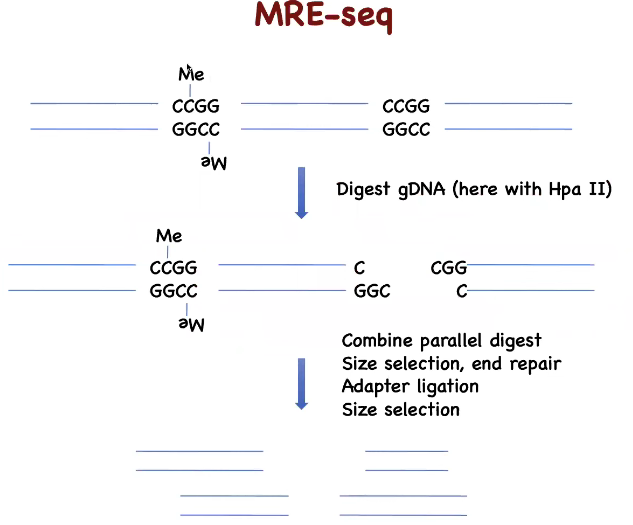 MRE-seq
Me
CCGG CCGG
GGCC GGCC
Me
Digest gDNA (here with Hpa II)
Me
CCGG C CGG
GGCC GGC C
Me
Combine parallel digest
Size selection, end repair
Adapter ligation
Size selection